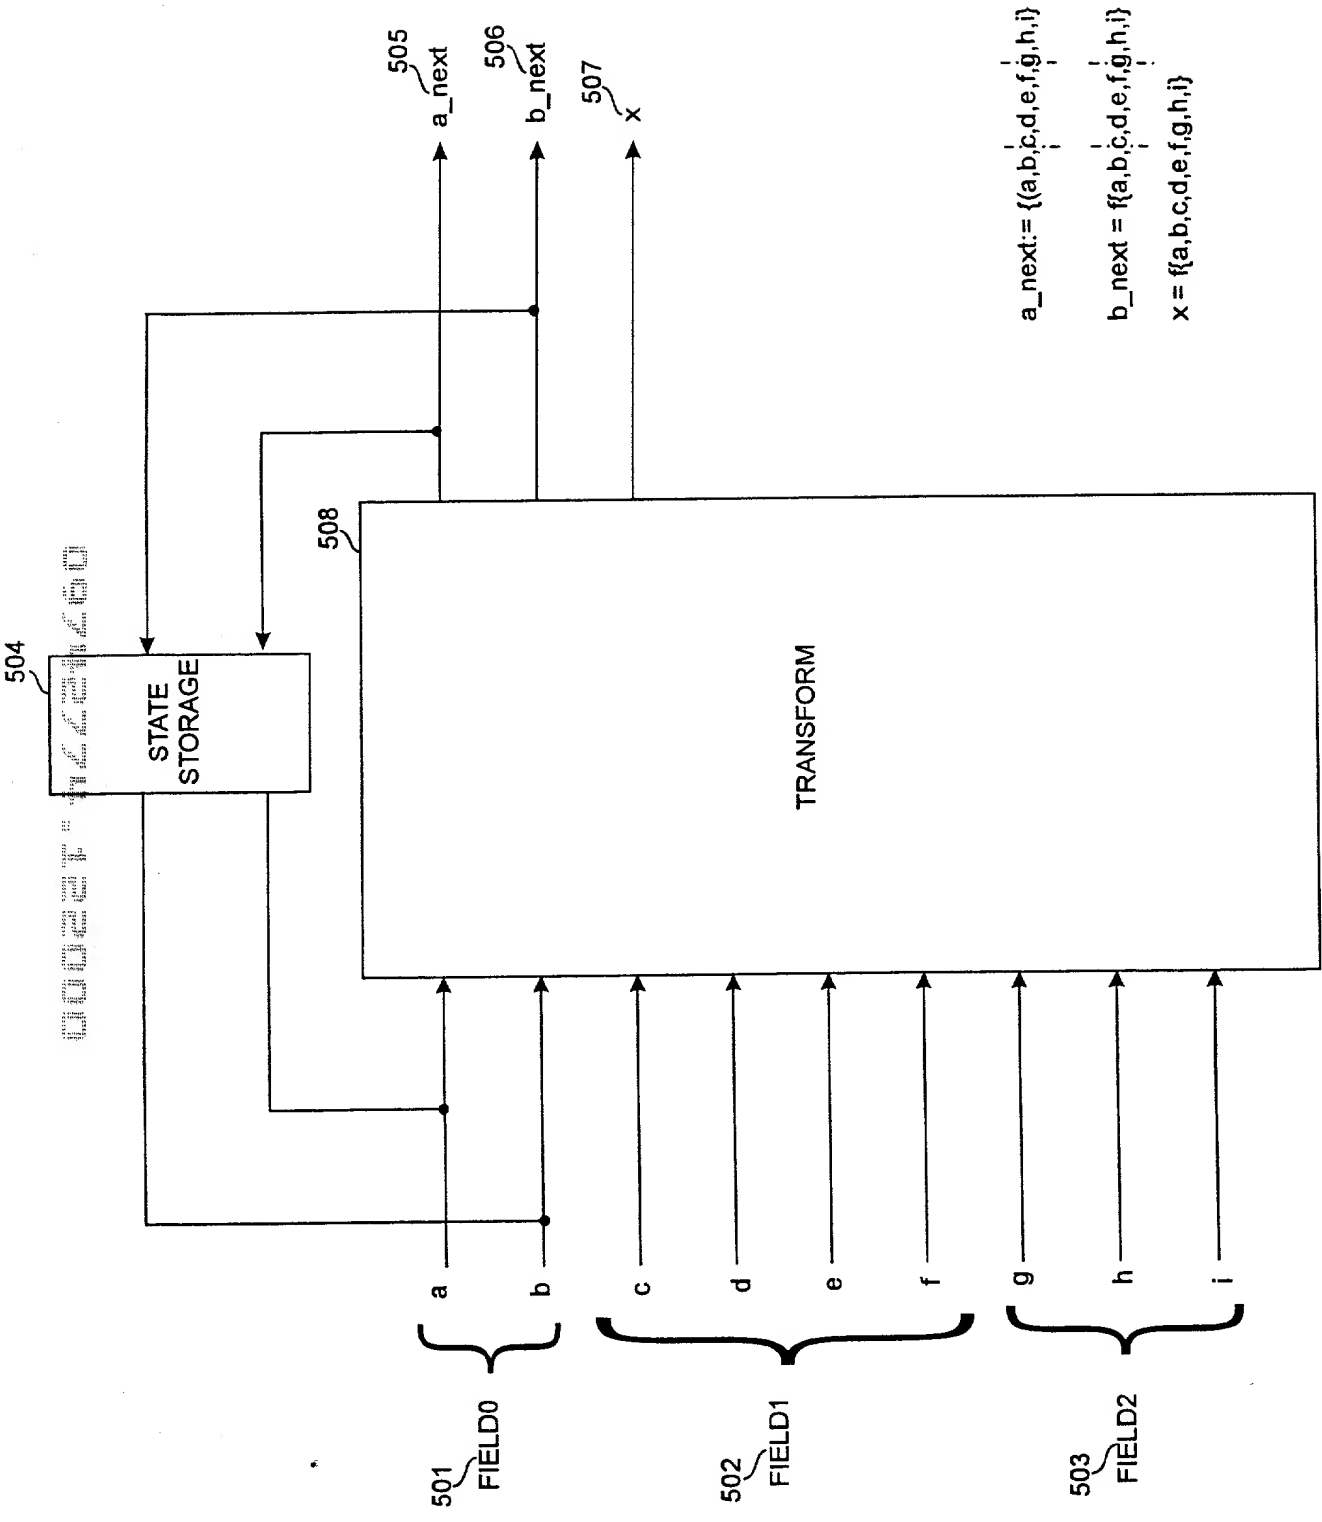 504
STATE
STORAGE
508
TRANSFORM
505
a_next
506
b_next
507
x
501
FIELD0
a
b
502
FIELD1
c
d
e
f
503
FIELD2
g
h
i
a_next:= {(a,b,c,d,e,f,g,h,i}
b_next = f{a,b,c,d,e,f,g,h,i}
x = f{a,b,c,d,e,f,g,h,i}